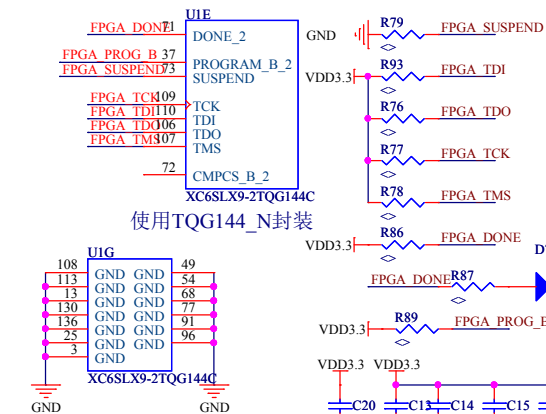 U1E
FPGA_DONE 71 DONE_2
FPGA_PROG_B 37 PROGRAM_B_2
FPGA_SUSPEND 73 SUSPEND
FPGA_TCK 109 TCK
FPGA_TDI 110 TDI
FPGA_TDO 106 TDO
FPGA_TMS 107 TMS
72 CMPCS_B_2
XC6SLX9-2TQG144C
使用TQG144_N封装
GND R79 FPGA_SUSPEND
<>
VDD3.3 R93 FPGA_TDI
<>
R76 FPGA_TDO
<>
R77 FPGA_TCK
<>
R78 FPGA_TMS
<>
VDD3.3 R86 FPGA_DONE
<>
FPGA_DONE R87
<>
VDD3.3 R89 FPGA_PROG_B
<>
U1G
108 GND GND 49
113 GND GND 54
13 GND GND 68
130 GND GND 77
136 GND GND 91
25 GND GND 96
3 GND
XC6SLX9-2TQG144C
GND GND
VDD3.3 VDD3.3
C20 C13 C14 C15